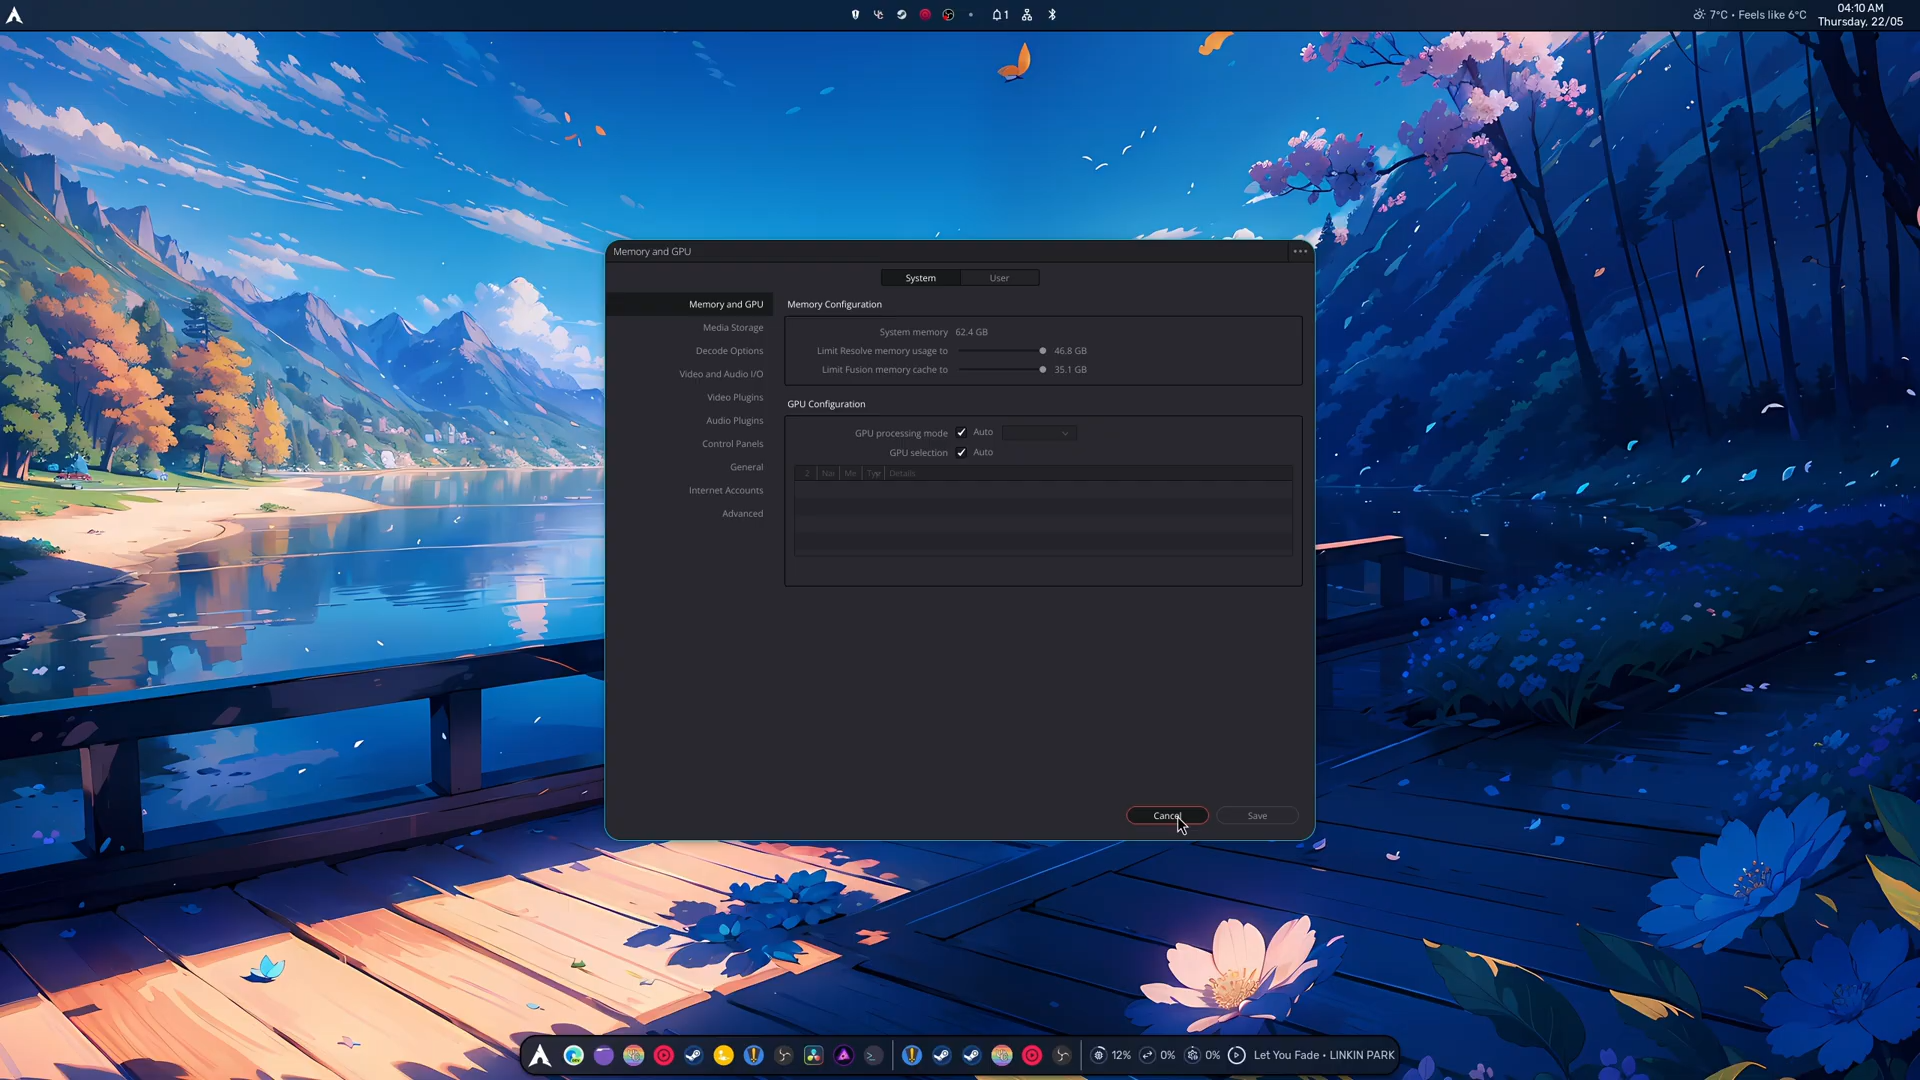 7°C • Feels like 6°C
04:10 AM
Thursday, 22/05
1
Memory and GPU
System
User
Memory and GPU
Media Storage
Decode Options
Video and Audio I/O
Video Plugins
Audio Plugins
Control Panels
General
Internet Accounts
Advanced
Memory Configuration
System memory 62.4 GB
Limit Resolve memory usage to 46.8 GB
Limit Fusion memory cache to 35.1 GB
GPU Configuration
GPU processing mode Auto
GPU selection Auto
2 Me Details
Cancel
Save
12% 0% 0% Let You Fade • LINKIN PARK